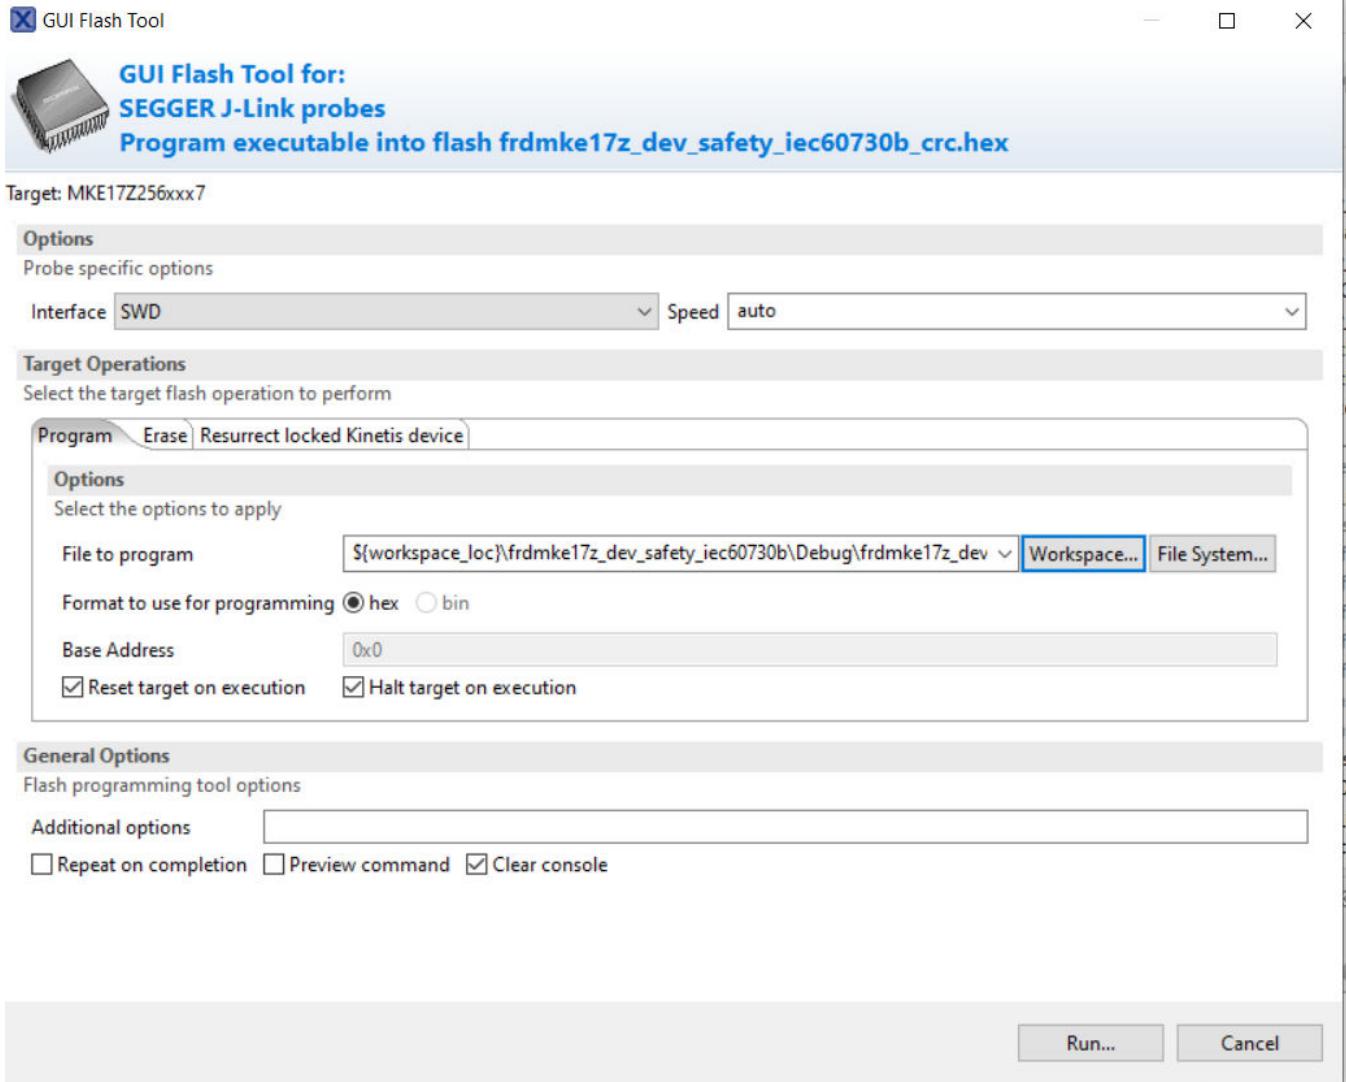 GUI Flash Tool
GUI Flash Tool for:
SEGGER J-Link probes
Program executable into flash frdmke17z_dev_safety_iec60730b_crc.hex
Target: MKE17Z256xxx7
Options
Probe specific options
Interface SWD Speed auto
Target Operations
Select the target flash operation to perform
Program Erase Resurrect locked Kinetis device
Options
Select the options to apply
File to program ${workspace_loc}\frdmke17z_dev_safety_iec60730b\Debug\frdmke17z_dev Workspace... File System...
Format to use for programming hex bin
Base Address 0x0
Reset target on execution Halt target on execution
General Options
Flash programming tool options
Additional options
Repeat on completion Preview command Clear console
Run... Cancel